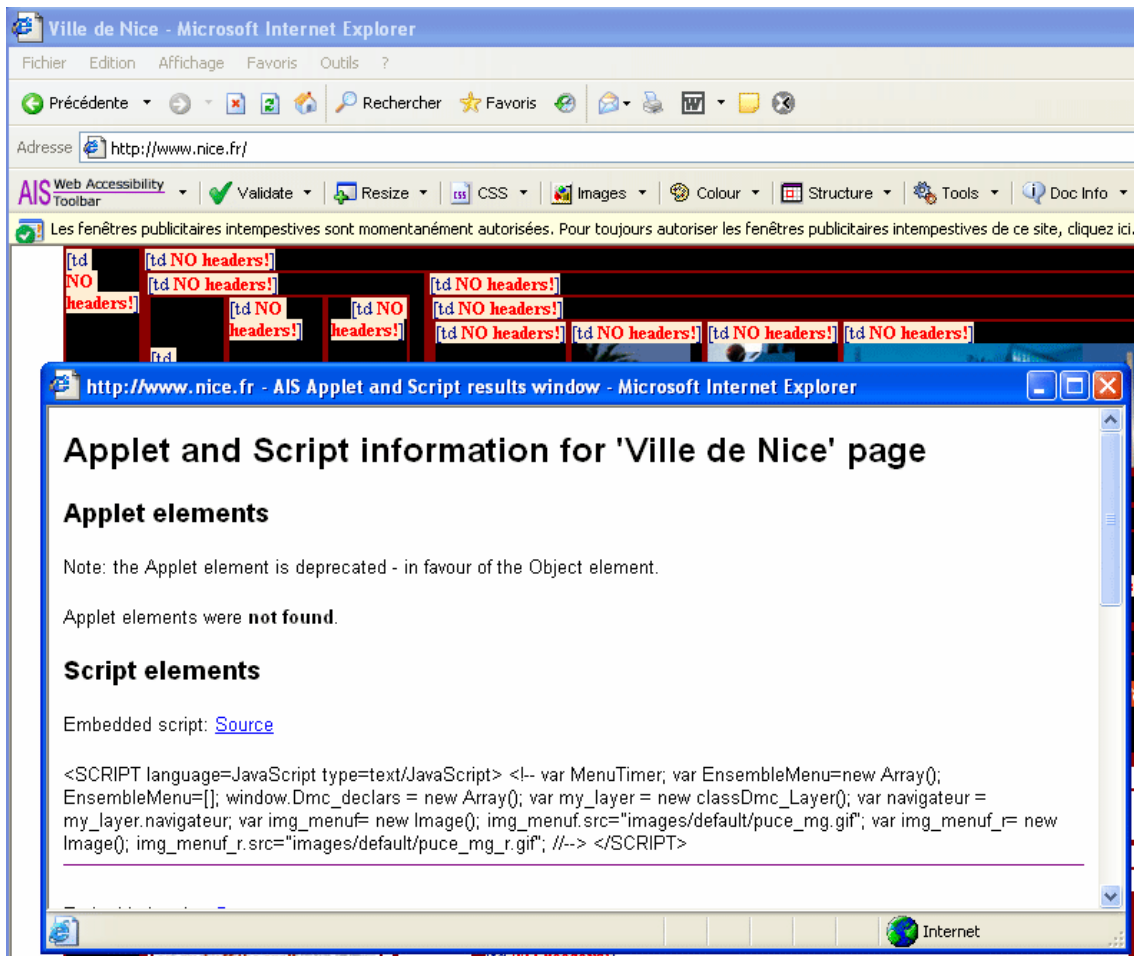 Ville de Nice - Microsoft Internet Explorer
Fichier Edition Affichage Favoris Outils ?
Précédente Rechercher Favoris
Adresse http://www.nice.fr/
AIS Web Accessibility Toolbar Validate Resize CSS Images Colour Structure Tools Doc Info
Les fenêtres publicitaires intempestives sont momentanément autorisées. Pour toujours autoriser les fenêtres publicitaires intempestives de ce site, cliquez ici.
[td NO headers!] [td NO headers!]
[td NO headers!] [td NO headers!]
[td NO headers!] [td NO headers!] [td NO headers!]
[td NO headers!] [td NO headers!] [td NO headers!] [td NO headers!]
[td
http://www.nice.fr - AIS Applet and Script results window - Microsoft Internet Explorer
Applet and Script information for 'Ville de Nice' page
Applet elements
Note: the Applet element is deprecated - in favour of the Object element.
Applet elements were not found.
Script elements
Embedded script: Source
<SCRIPT language=JavaScript type=text/JavaScript> <!-- var MenuTimer; var EnsembleMenu=new Array();
EnsembleMenu=[]; window.Dmc_declars = new Array(); var my_layer = new classDmc_Layer(); var navigateur =
my_layer.navigateur; var img_menuf= new Image(); img_menuf.src="images/default/puce_mg.gif"; var img_menuf_r= new
Image(); img_menuf_r.src="images/default/puce_mg_r.gif"; //--> </SCRIPT>
Internet